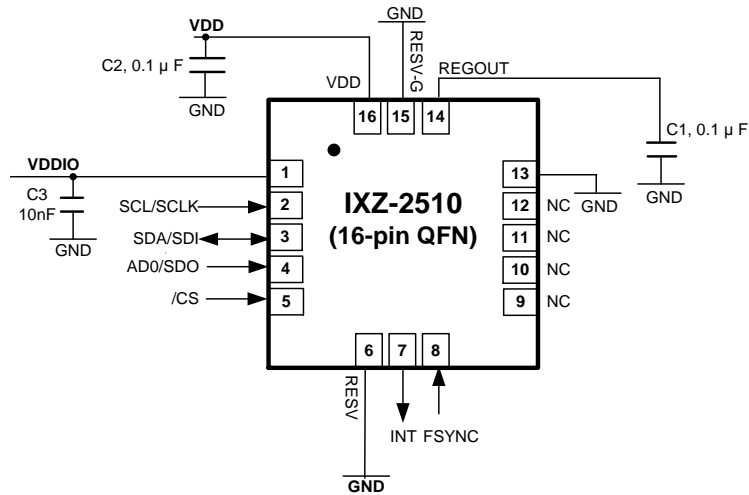 GND
VDD
C2, 0.1 µ F
GND
VDD
RESV-G
REGOUT
C1, 0.1 µ F
GND
16
15
14
VDDIO
C3
10nF
GND
1
13
GND
SCL/SCLK
2
12
NC
SDA/SDI
3
11
NC
AD0/SDO
4
10
NC
/CS
5
9
NC
IXZ-2510
(16-pin QFN)
6
7
8
RESV
INT
FSYNC
GND